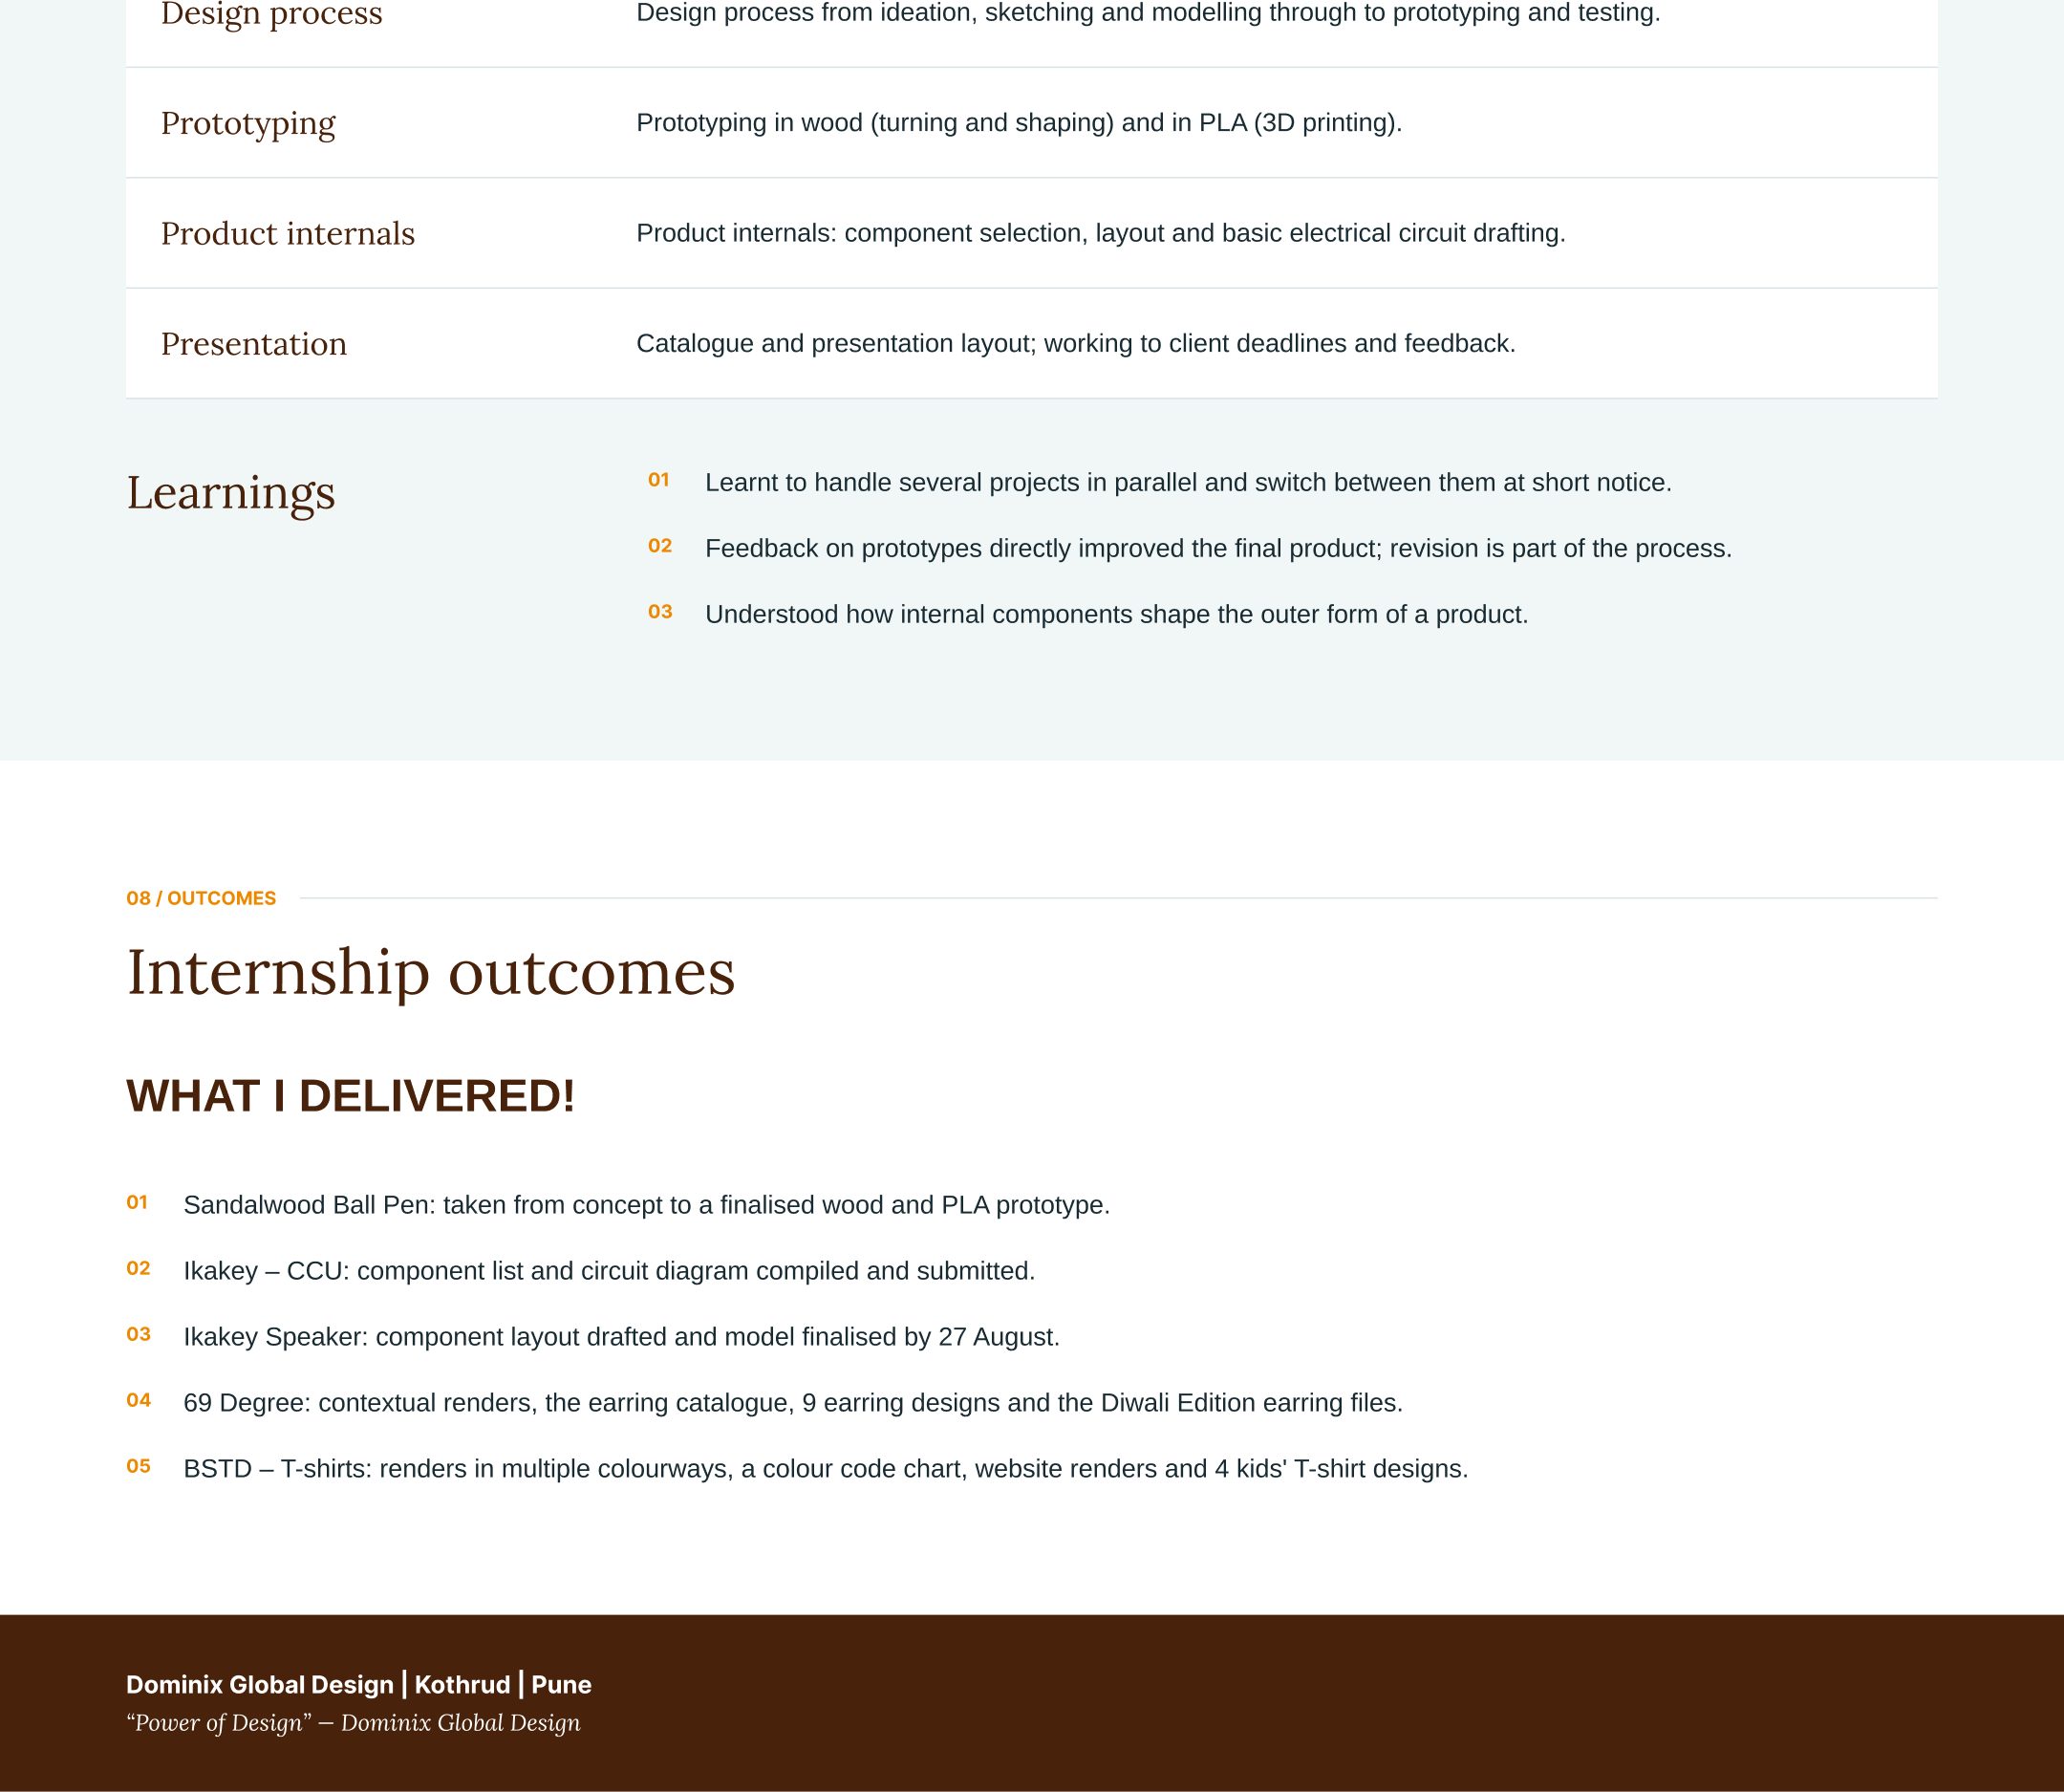 Design process
Design process from ideation, sketching and modelling through to prototyping and testing.
Prototyping
Prototyping in wood (turning and shaping) and in PLA (3D printing).
Product internals
Product internals: component selection, layout and basic electrical circuit drafting.
Presentation
Catalogue and presentation layout; working to client deadlines and feedback.
Learnings
01 Learnt to handle several projects in parallel and switch between them at short notice.
02 Feedback on prototypes directly improved the final product; revision is part of the process.
03 Understood how internal components shape the outer form of a product.
08 / OUTCOMES
Internship outcomes
WHAT I DELIVERED!
01 Sandalwood Ball Pen: taken from concept to a finalised wood and PLA prototype.
02 Ikakey – CCU: component list and circuit diagram compiled and submitted.
03 Ikakey Speaker: component layout drafted and model finalised by 27 August.
04 69 Degree: contextual renders, the earring catalogue, 9 earring designs and the Diwali Edition earring files.
05 BSTD – T-shirts: renders in multiple colourways, a colour code chart, website renders and 4 kids' T-shirt designs.
Dominix Global Design | Kothrud | Pune
“Power of Design” — Dominix Global Design